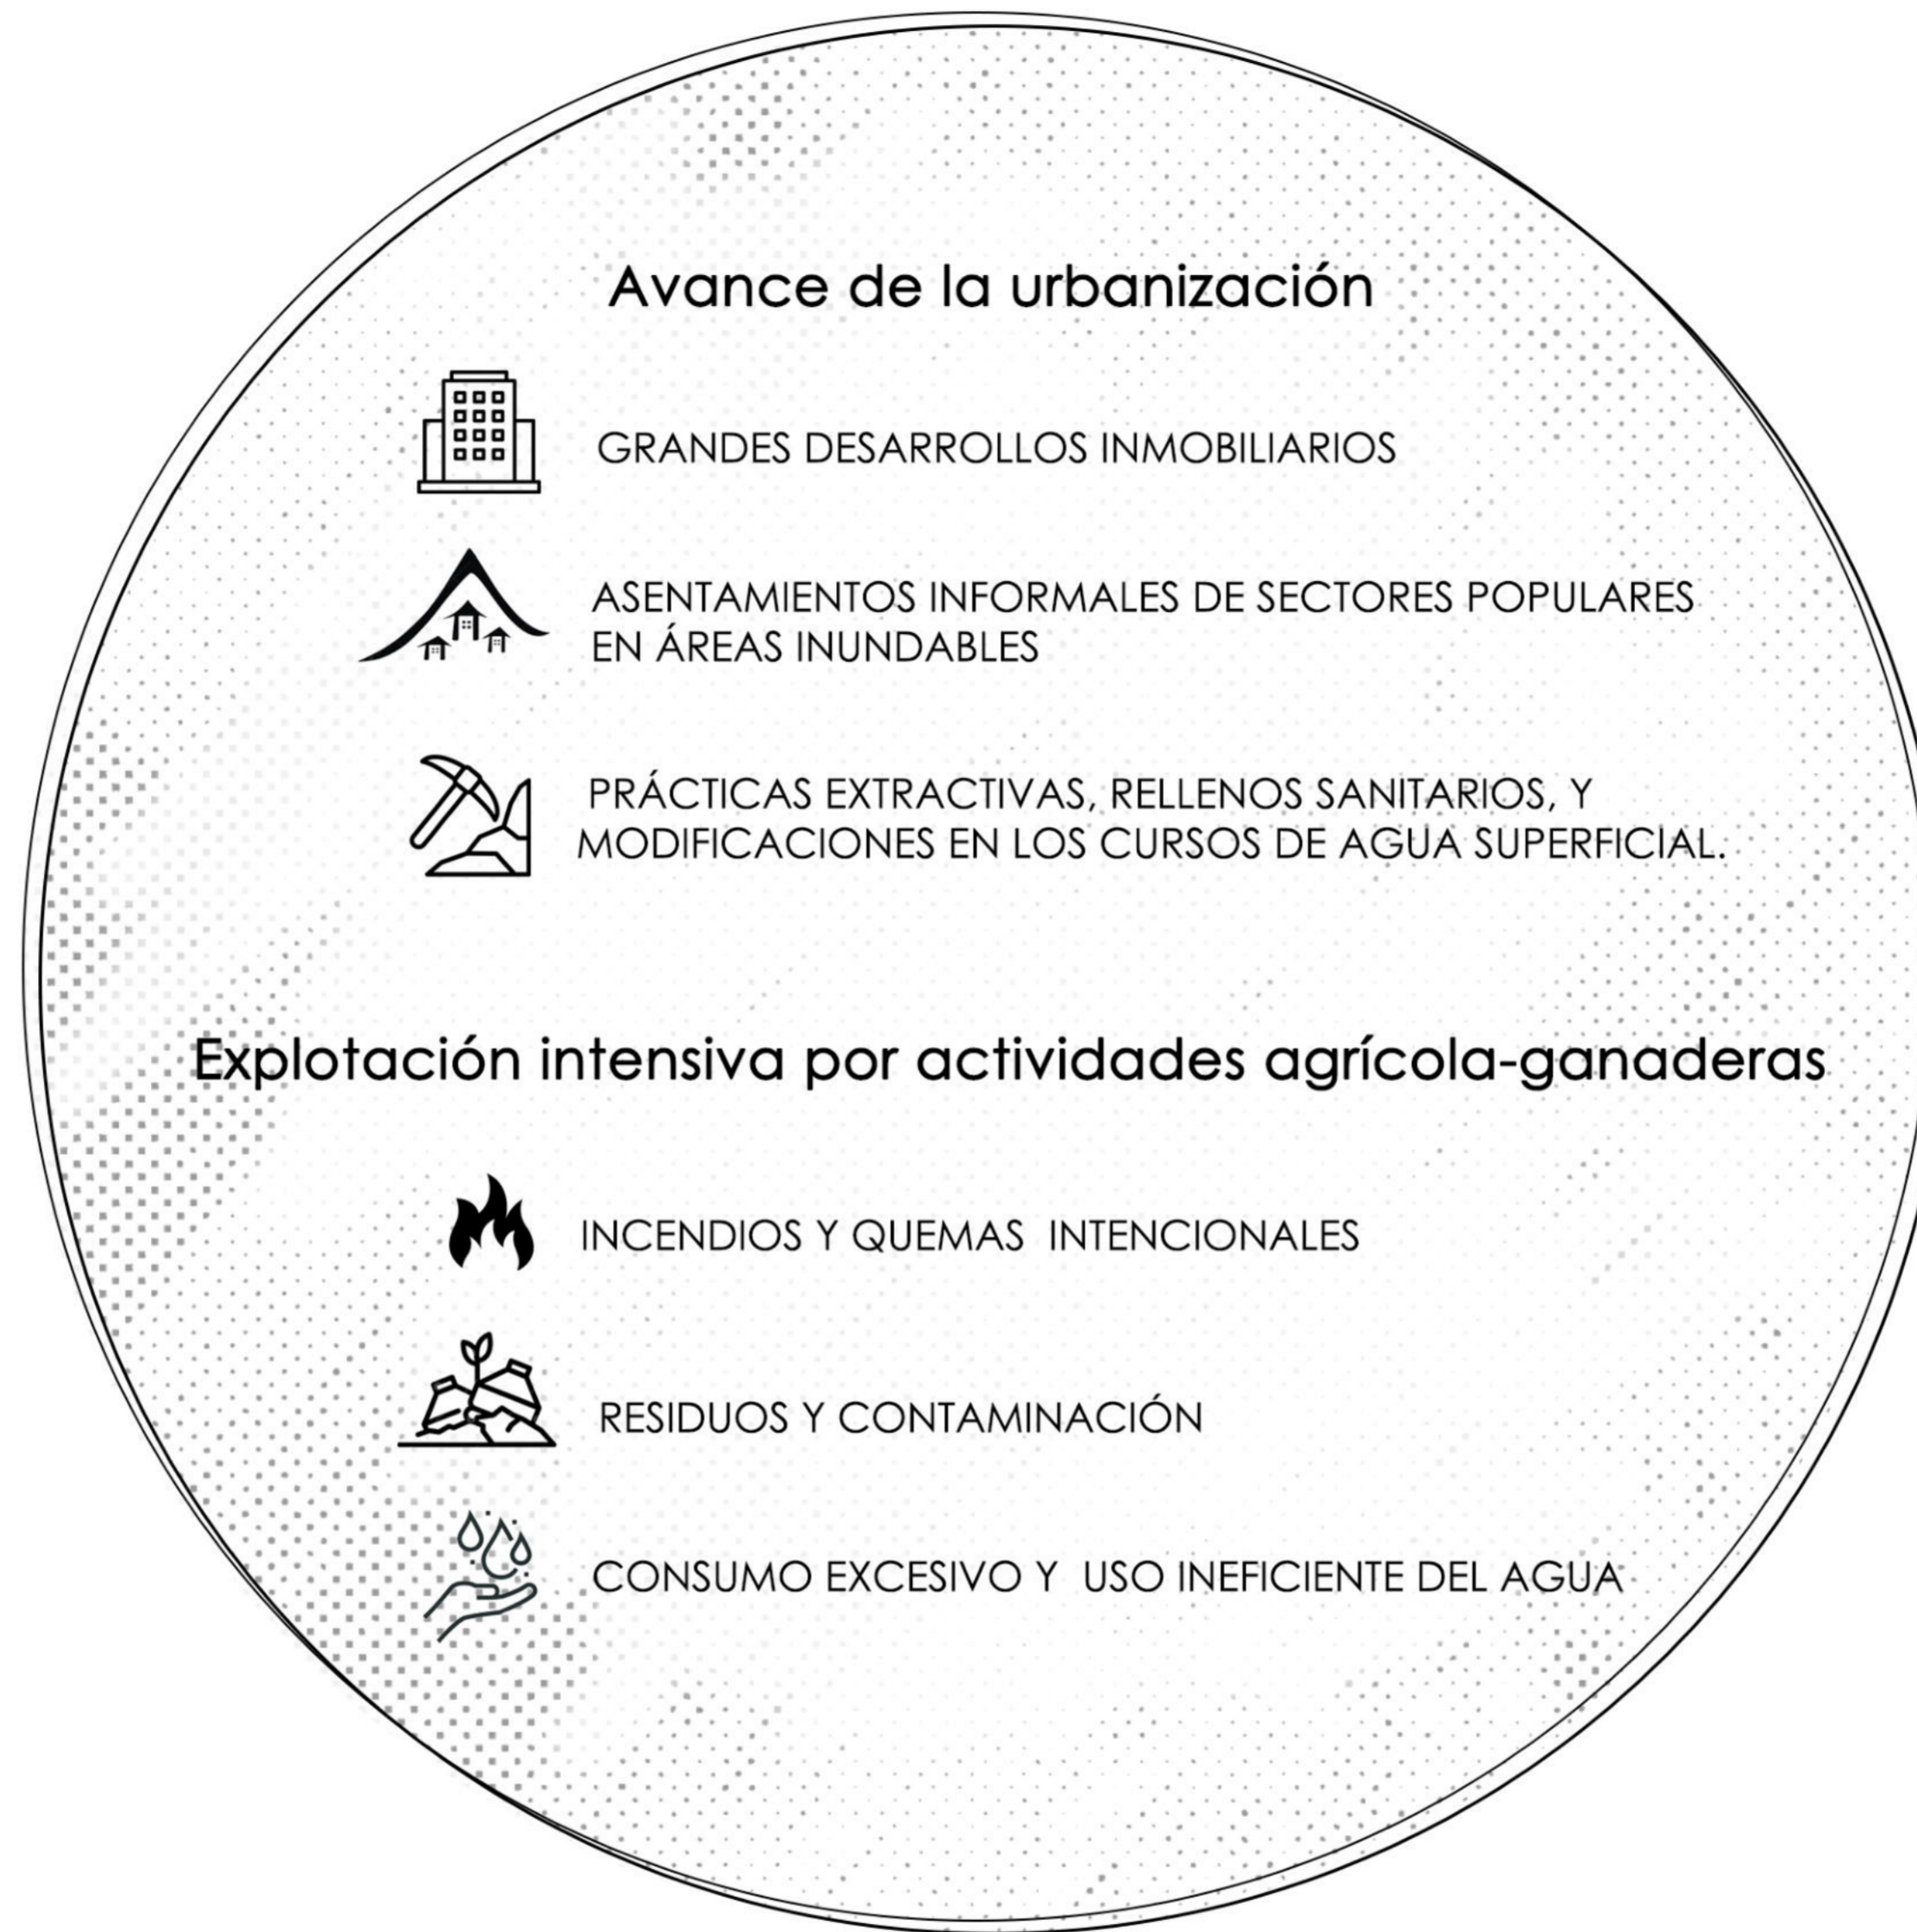 Avance de la urbanización
GRANDES DESARROLLOS INMOBILIARIOS
ASENTAMIENTOS INFORMALES DE SECTORES POPULARES
EN ÁREAS INUNDABLES
PRÁCTICAS EXTRACTIVAS, RELLENOS SANITARIOS, Y
MODIFICACIONES EN LOS CURSOS DE AGUA SUPERFICIAL.
Explotación intensiva por actividades agrícola-ganaderas
INCENDIOS Y QUEMAS INTENCIONALES
RESIDUOS Y CONTAMINACIÓN
CONSUMO EXCESIVO Y USO INEFICIENTE DEL AGUA